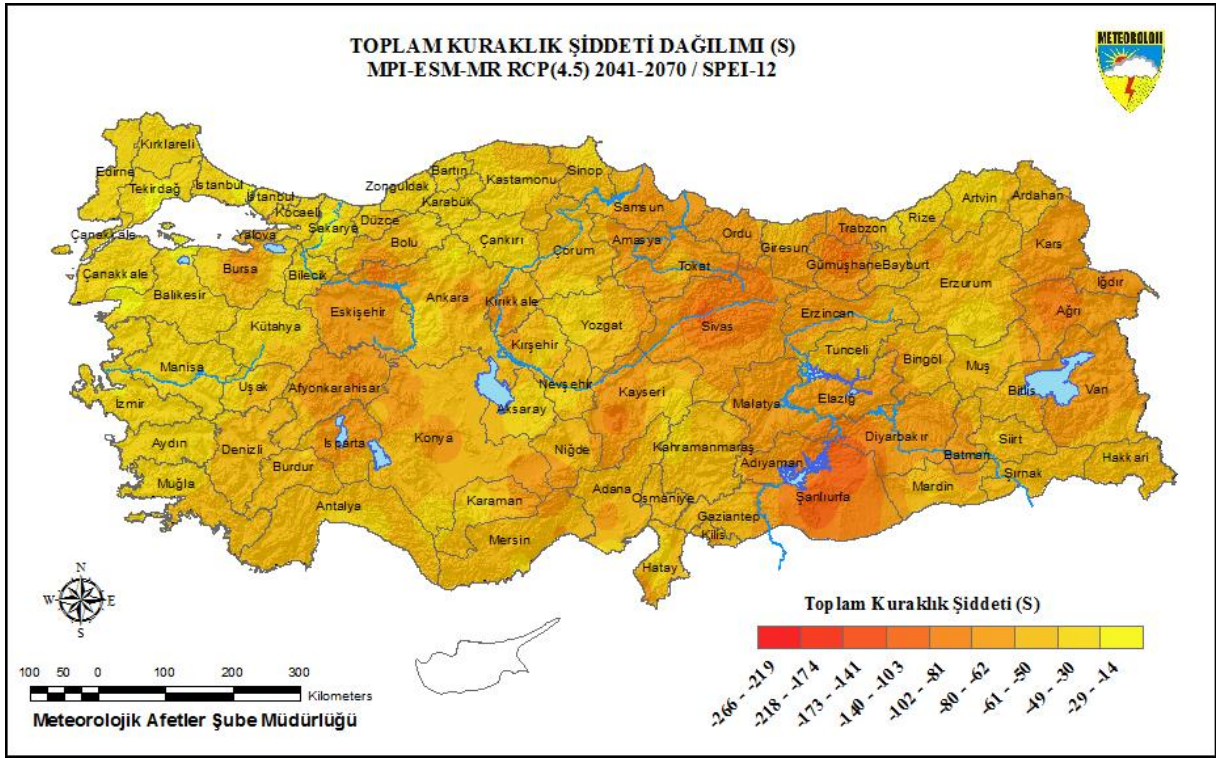 TOPLAM KURAKLIK ŞİDDETİ DAĞILIMI (S)
MPI-ESM-MR RCP(4.5) 2041-2070 / SPEI-12
METEOROLOJİ
Kırklareli
Edirne
Tekirdağ
İstanbul
İstanbul
Kocaeli
Sakarya
Yalova
Çanakkale
Çanakkale
Bursa
Bilecik
Balıkesir
Zonguldak
Bartın
Karabük
Düzce
Bolu
Kastamonu
Sinop
Çankırı
Çorum
Samsun
Amasya
Tokat
Ordu
Giresun
Trabzon
Gümüşhane
Bayburt
Rize
Artvin
Ardahan
Kars
Iğdır
Ağrı
Erzurum
Erzincan
Eskişehir
Ankara
Kırıkkale
Kırşehir
Yozgat
Sivas
Kütahya
Manisa
Uşak
Afyonkarahisar
İzmir
Aydın
Denizli
Isparta
Burdur
Muğla
Antalya
Konya
Aksaray
Nevşehir
Kayseri
Niğde
Karaman
Mersin
Adana
Osmaniye
Kahramanmaraş
Gaziantep
Kilis
Hatay
Malatya
Adıyaman
Şanlıurfa
Elazığ
Tunceli
Bingöl
Muş
Bitlis
Van
Diyarbakır
Batman
Siirt
Şırnak
Mardin
Hakkari
N
W
E
S
100 50 0 100 200 300
Kilometers
Meteorolojik Afetler Şube Müdürlüğü
Toplam Kuraklık Şiddeti (S)
-266 - -219
-218 - -174
-173 - -141
-140 - -103
-102 - -81
-80 - -62
-61 - -50
-49 - -30
-29 - -14